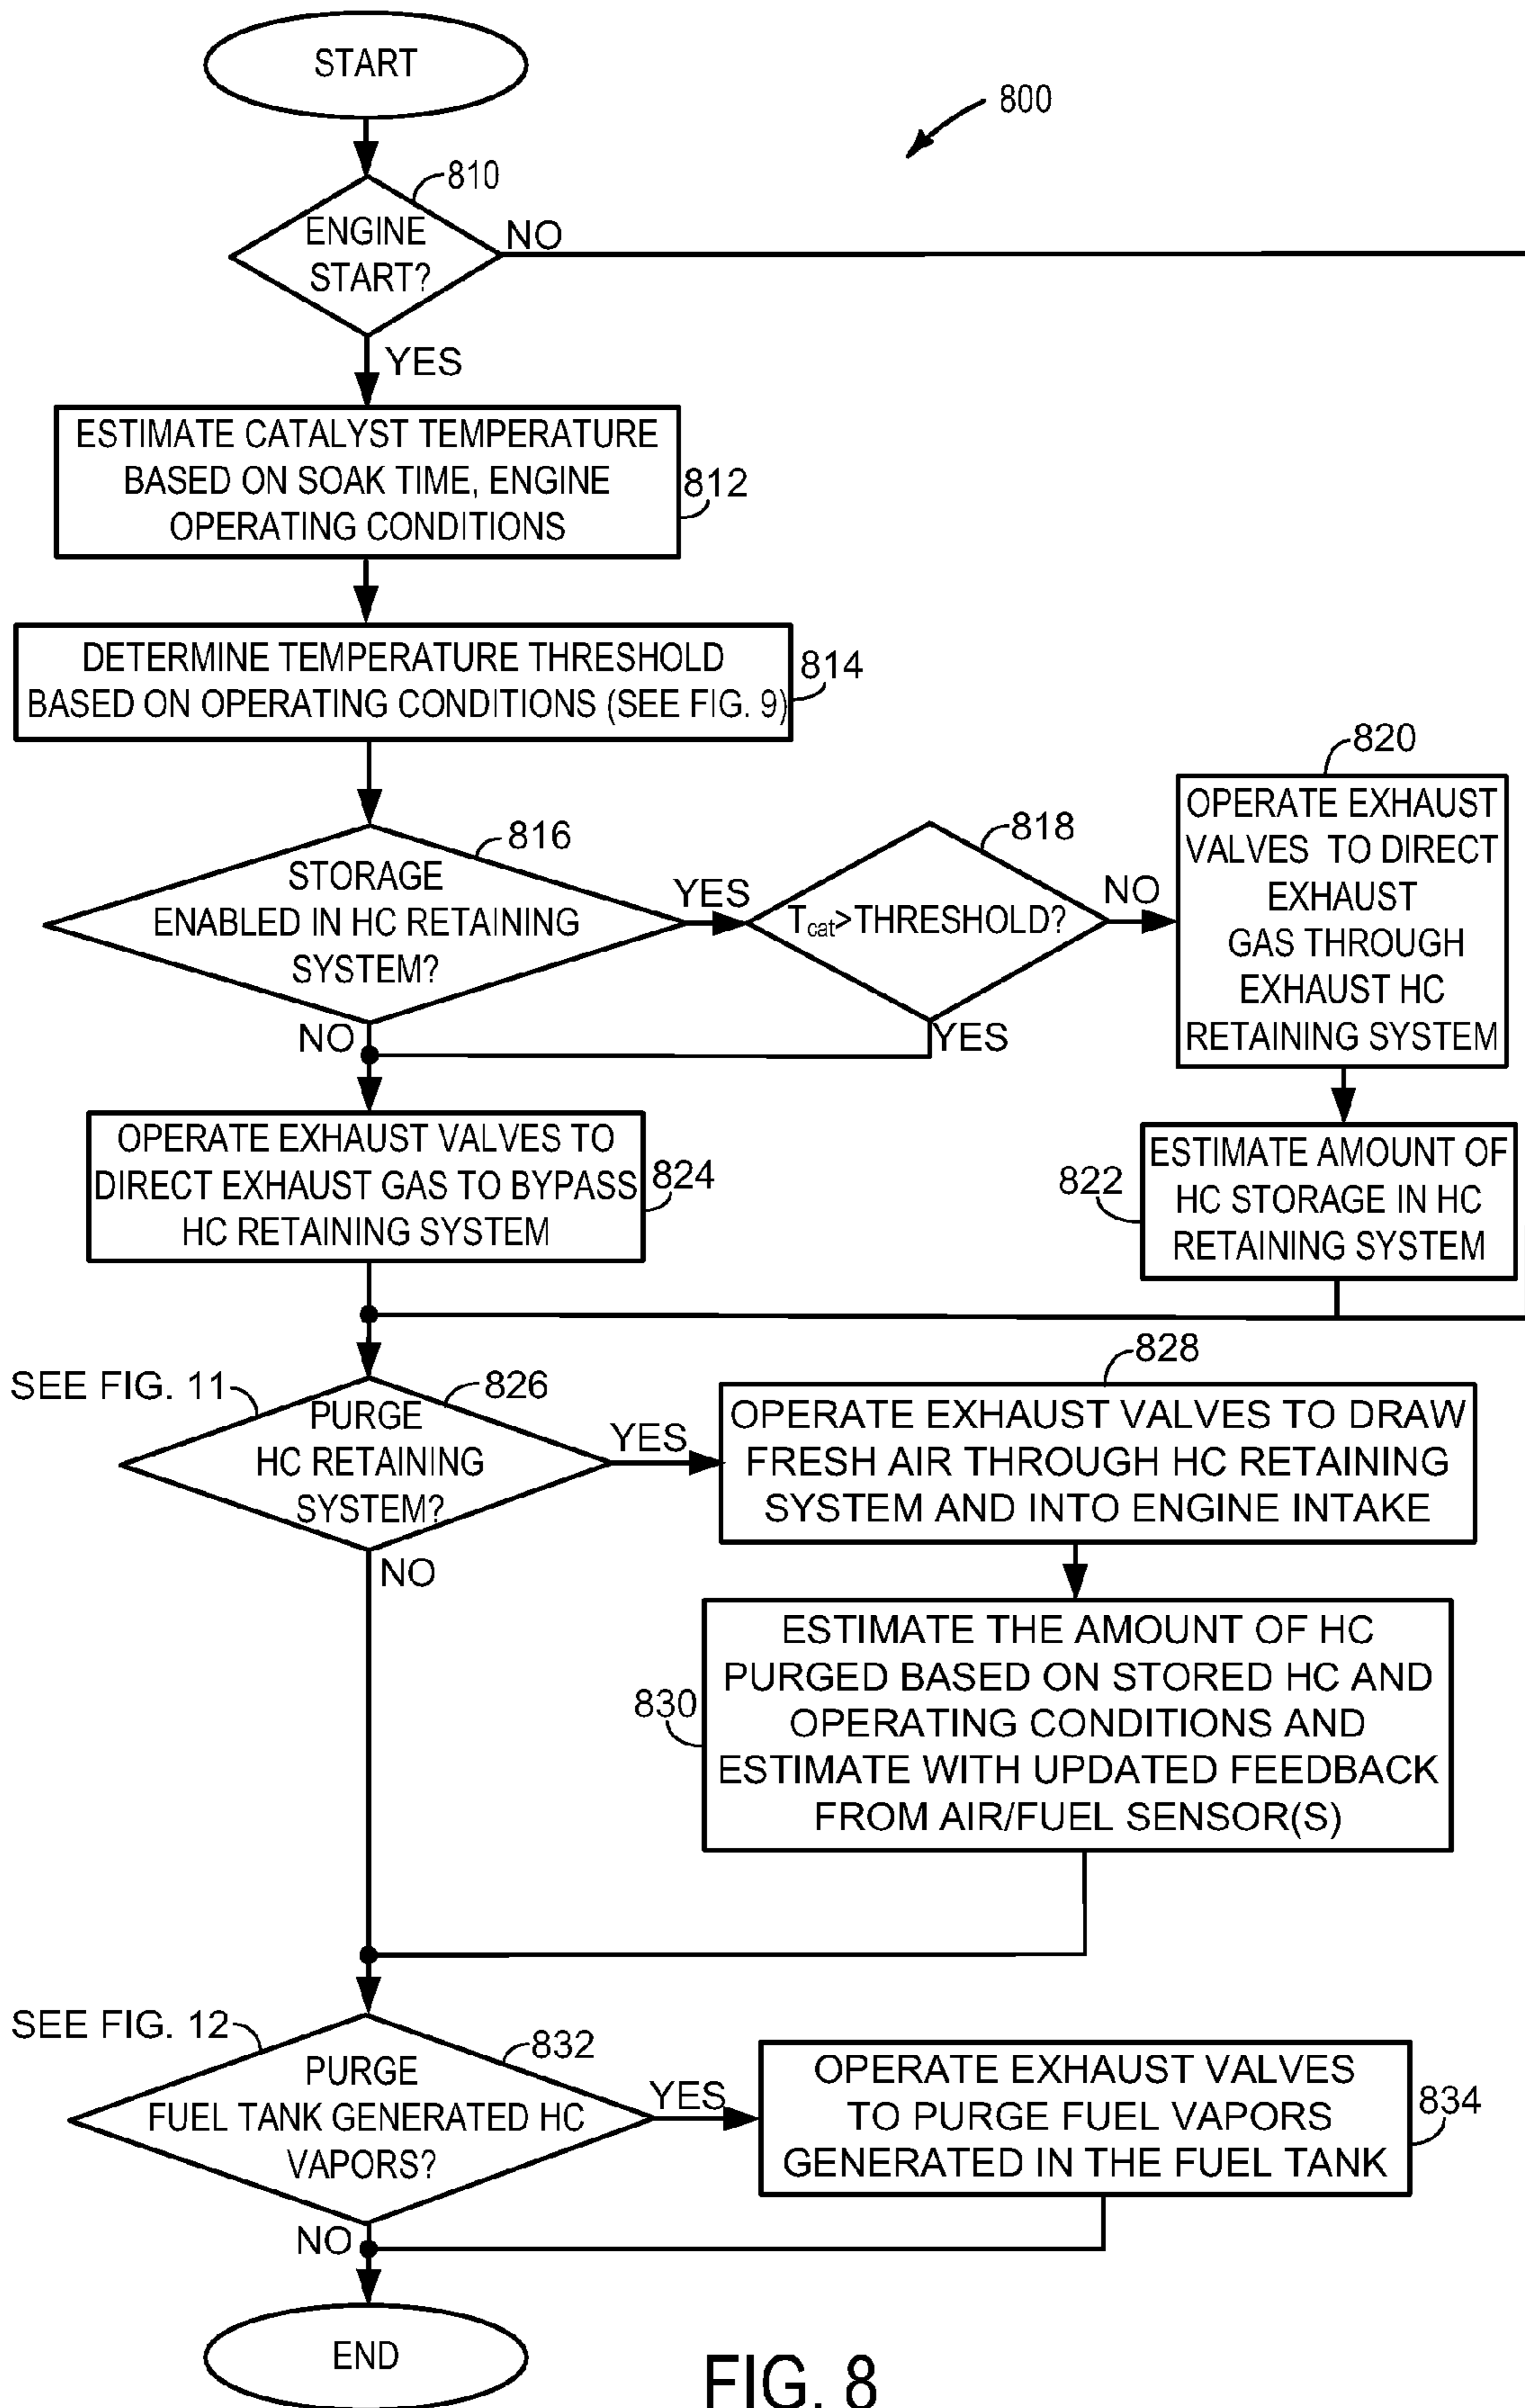 START
800
810
ENGINE
START?
NO
YES
ESTIMATE CATALYST TEMPERATURE
BASED ON SOAK TIME, ENGINE
OPERATING CONDITIONS
812
DETERMINE TEMPERATURE THRESHOLD
BASED ON OPERATING CONDITIONS (SEE FIG. 9)
814
816
STORAGE
ENABLED IN HC RETAINING
SYSTEM?
YES
NO
818
Tcat>THRESHOLD?
NO
YES
820
OPERATE EXHAUST
VALVES TO DIRECT
EXHAUST
GAS THROUGH
EXHAUST HC
RETAINING SYSTEM
OPERATE EXHAUST VALVES TO
DIRECT EXHAUST GAS TO BYPASS
HC RETAINING SYSTEM
824
822
ESTIMATE AMOUNT OF
HC STORAGE IN HC
RETAINING SYSTEM
SEE FIG. 11
826
PURGE
HC RETAINING
SYSTEM?
YES
NO
828
OPERATE EXHAUST VALVES TO DRAW
FRESH AIR THROUGH HC RETAINING
SYSTEM AND INTO ENGINE INTAKE
830
ESTIMATE THE AMOUNT OF HC
PURGED BASED ON STORED HC AND
OPERATING CONDITIONS AND
ESTIMATE WITH UPDATED FEEDBACK
FROM AIR/FUEL SENSOR(S)
SEE FIG. 12
832
PURGE
FUEL TANK GENERATED HC
VAPORS?
YES
NO
OPERATE EXHAUST VALVES
TO PURGE FUEL VAPORS
GENERATED IN THE FUEL TANK
834
END
FIG. 8